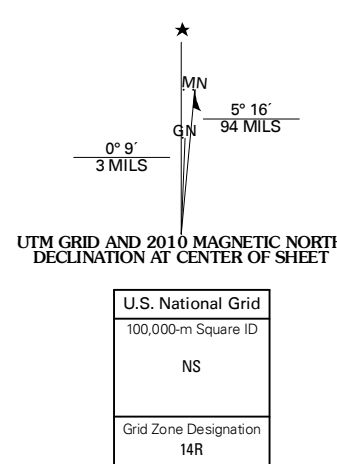 ★
MN
5° 16´
94 MILS
GN
0° 9´
3 MILS
UTM GRID AND 2010 MAGNETIC NORTH
DECLINATION AT CENTER OF SHEET
U.S. National Grid
100,000-m Square ID
NS
Grid Zone Designation
14R